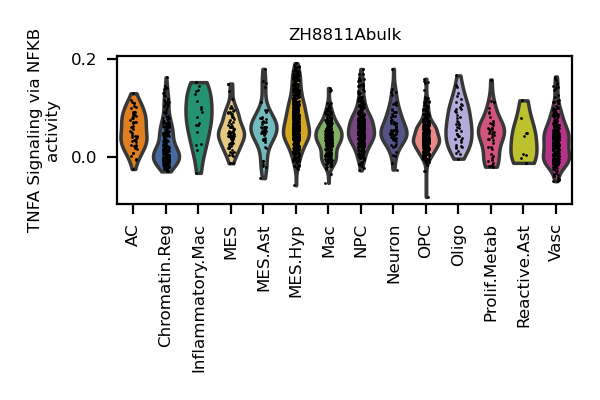 ZH8811Abulk
TNFA Signaling via NFKB
activity
0.2
0.0
AC
Chromatin.Reg
Inflammatory.Mac
MES
MES.Ast
MES.Hyp
Mac
NPC
Neuron
OPC
Oligo
Prolif.Metab
Reactive.Ast
Vasc